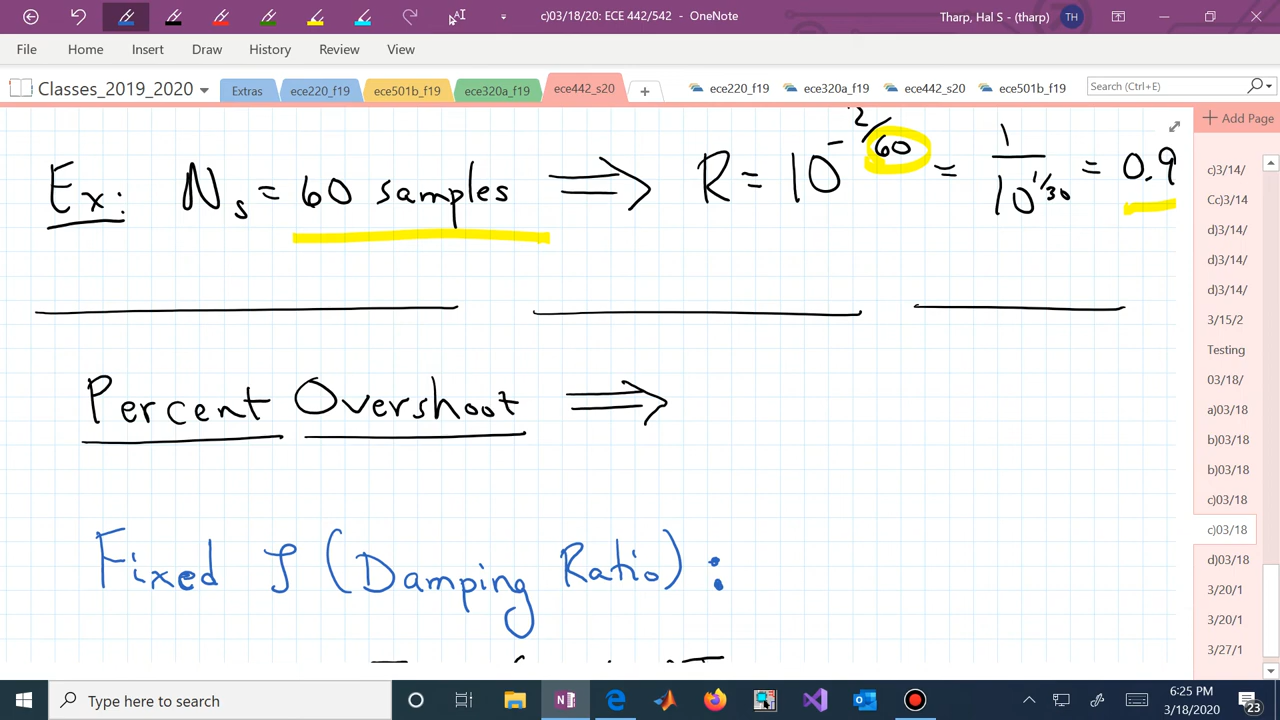 c)03/18/20: ECE 442/542 - OneNote
Tharp, Hal S - (tharp) TH
File Home Insert Draw History Review View
Classes_2019_2020 Extras ece220_f19 ece501b_f19 ece320a_f19 ece442_s20 ece220_f19 ece320a_f19 ece442_s20 ece501b_f19 Search (Ctrl+E)
Add Page
Ex: Ns = 60 samples ⟹ R = 10^(-2/60) = 1/10^(1/30) = 0.9
Percent Overshoot ⟹
Fixed ζ (Damping Ratio):
c)3/14/
Cc)3/14
d)3/14/
d)3/14/
d)3/14/
3/15/2
Testing
03/18/
a)03/18
b)03/18
b)03/18
c)03/18
c)03/18
d)03/18
3/20/1
3/20/1
3/27/1
Type here to search
6:25 PM
3/18/2020
23